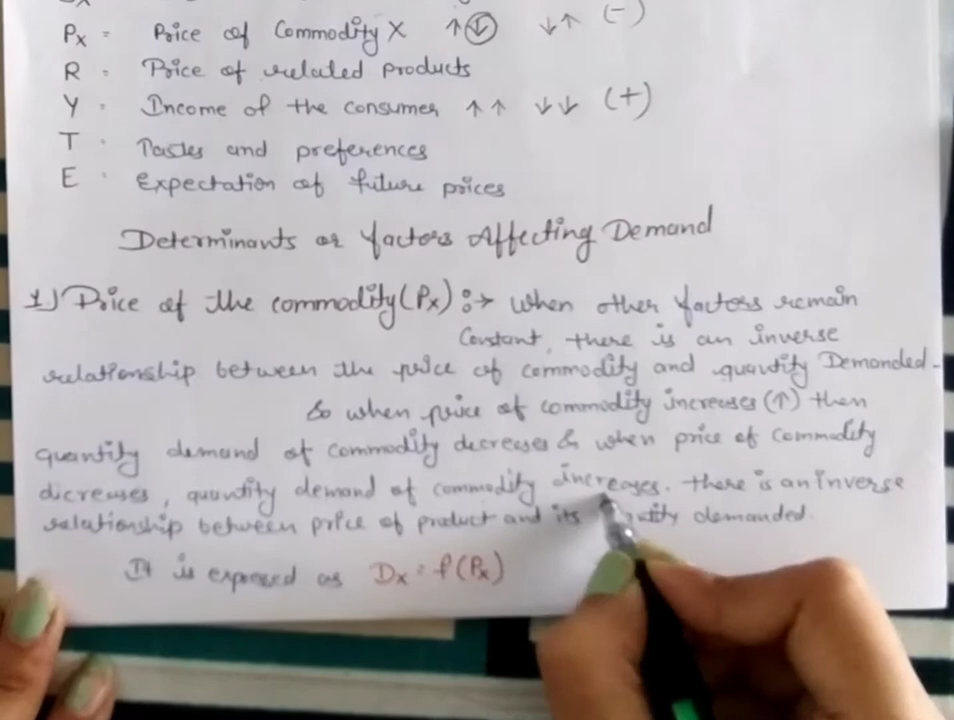 Px = Price of Commodity X ↑↓ ↓↑ (-)
R = Price of related products
Y = Income of the consumer ↑↑ ↓↓ (+)
T = Tastes and preferences
E = Expectation of future prices
Determinants or factors Affecting Demand
1) Price of the commodity (Px) :→ when other factors remain
Constant, there is an inverse
relationship between the price of commodity and quantity Demanded -
So when price of commodity increases (↑) then
quantity demand of commodity decreases & when price of Commodity
dicreases, quantity demand of commodity increases. there is an inverse
relationship between price of product and its demanded.
It is expressed as Dx = f(Px)